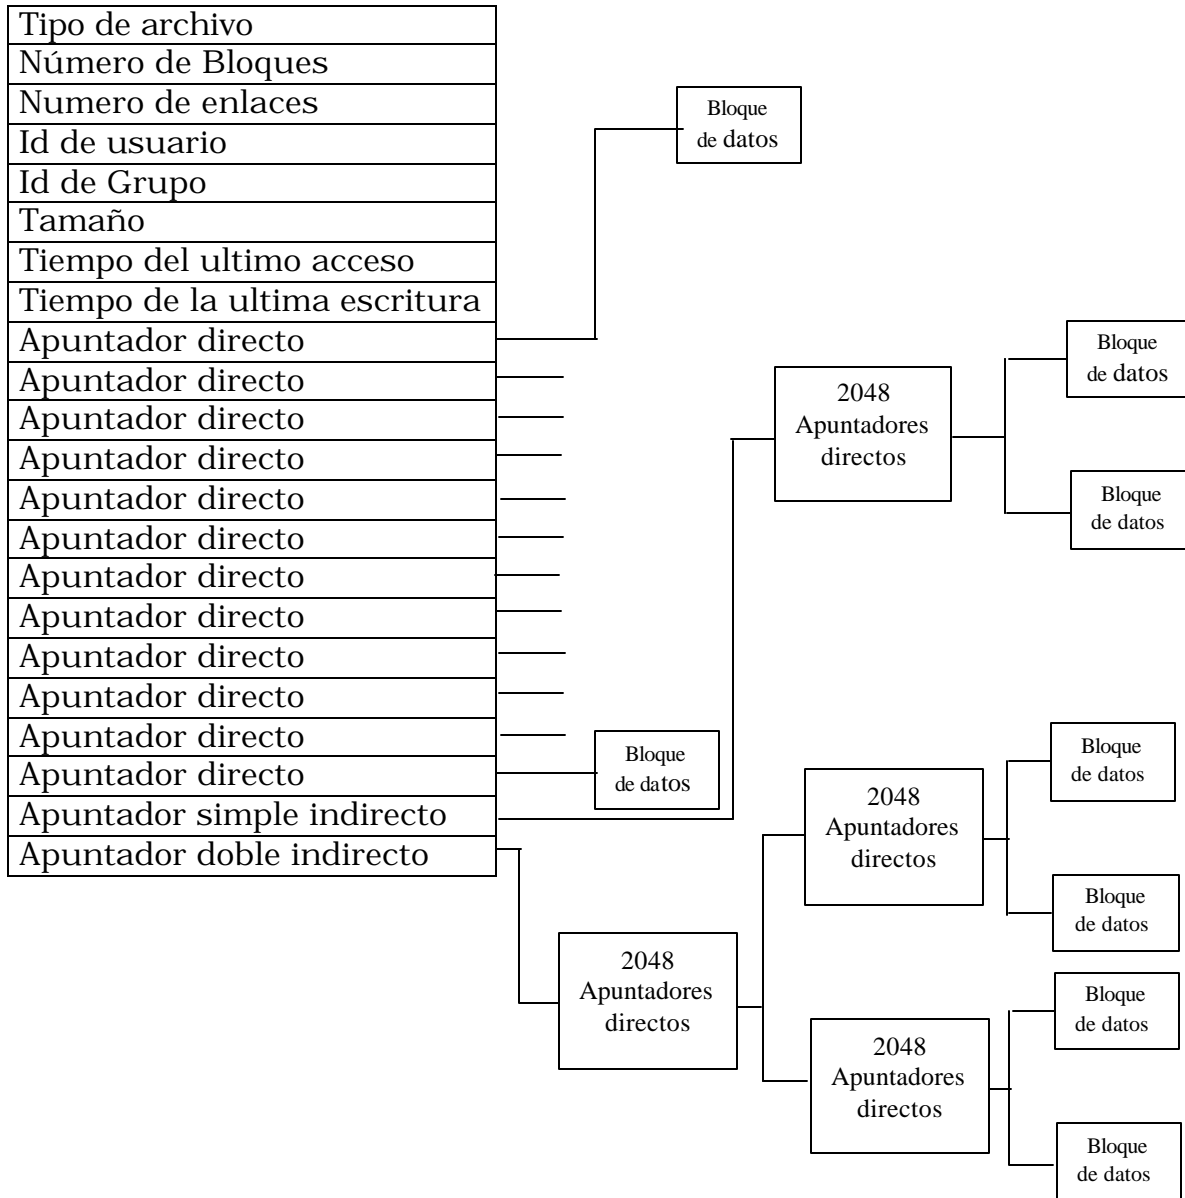 Tipo de archivo
Número de Bloques
Numero de enlaces
Id de usuario
Id de Grupo
Tamaño
Tiempo del ultimo acceso
Tiempo de la ultima escritura
Apuntador directo
Apuntador directo
Apuntador directo
Apuntador directo
Apuntador directo
Apuntador directo
Apuntador directo
Apuntador directo
Apuntador directo
Apuntador directo
Apuntador directo
Apuntador directo
Apuntador simple indirecto
Apuntador doble indirecto
Bloque
de datos
Bloque
de datos
2048
Apuntadores
directos
Bloque
de datos
Bloque
de datos
2048
Apuntadores
directos
2048
Apuntadores
directos
Bloque
de datos
Bloque
de datos
2048
Apuntadores
directos
Bloque
de datos
Bloque
de datos